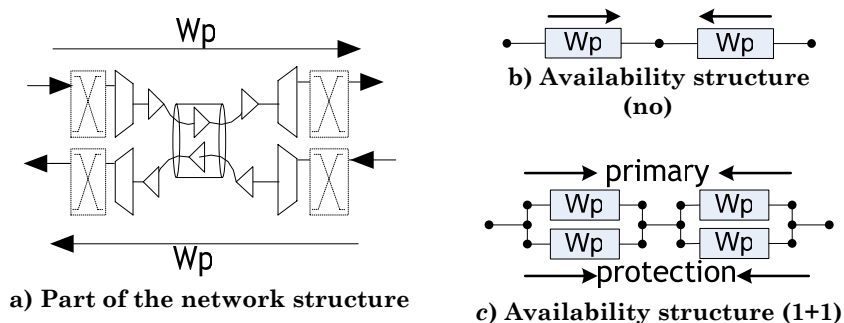 Wp
Wp
a) Part of the network structure
Wp
Wp
b) Availability structure
(no)
primary
Wp
Wp
Wp
Wp
protection
c) Availability structure (1+1)